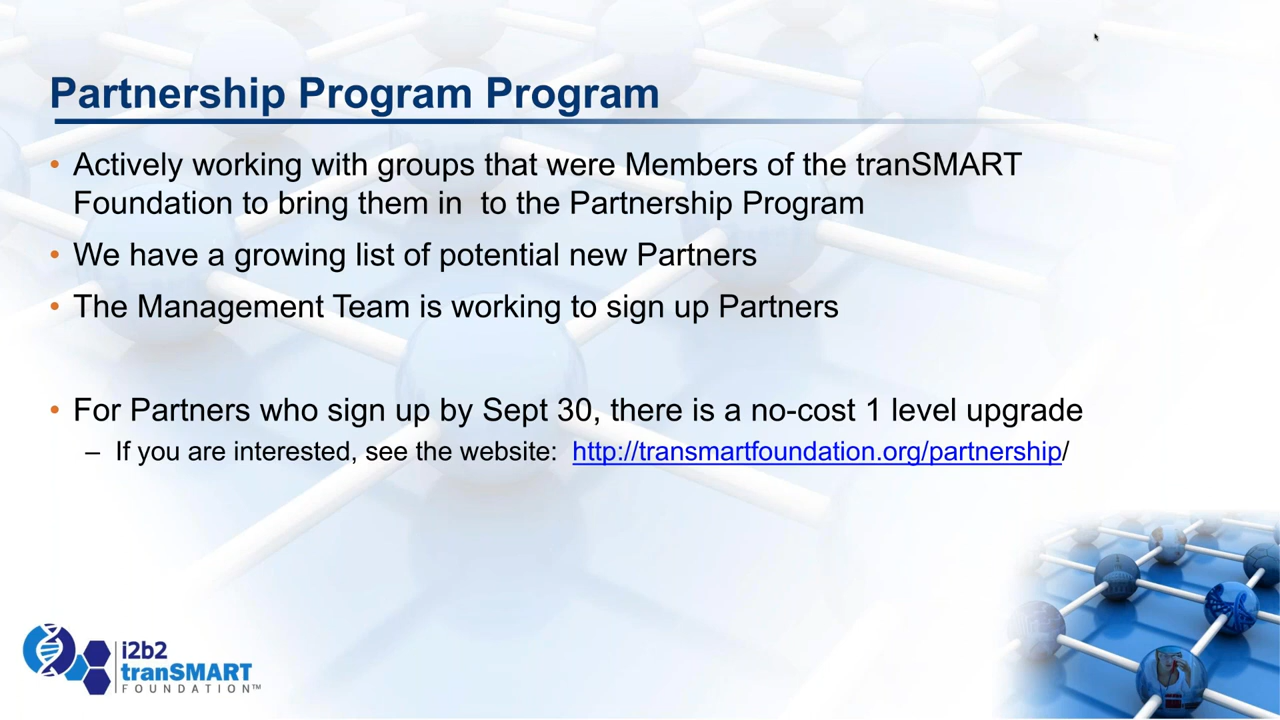 Partnership Program Program
• Actively working with groups that were Members of the tranSMART
Foundation to bring them in  to the Partnership Program
• We have a growing list of potential new Partners
• The Management Team is working to sign up Partners
• For Partners who sign up by Sept 30, there is a no-cost 1 level upgrade
– If you are interested, see the website:  http://transmartfoundation.org/partnership/
i2b2
tranSMART
FOUNDATION™